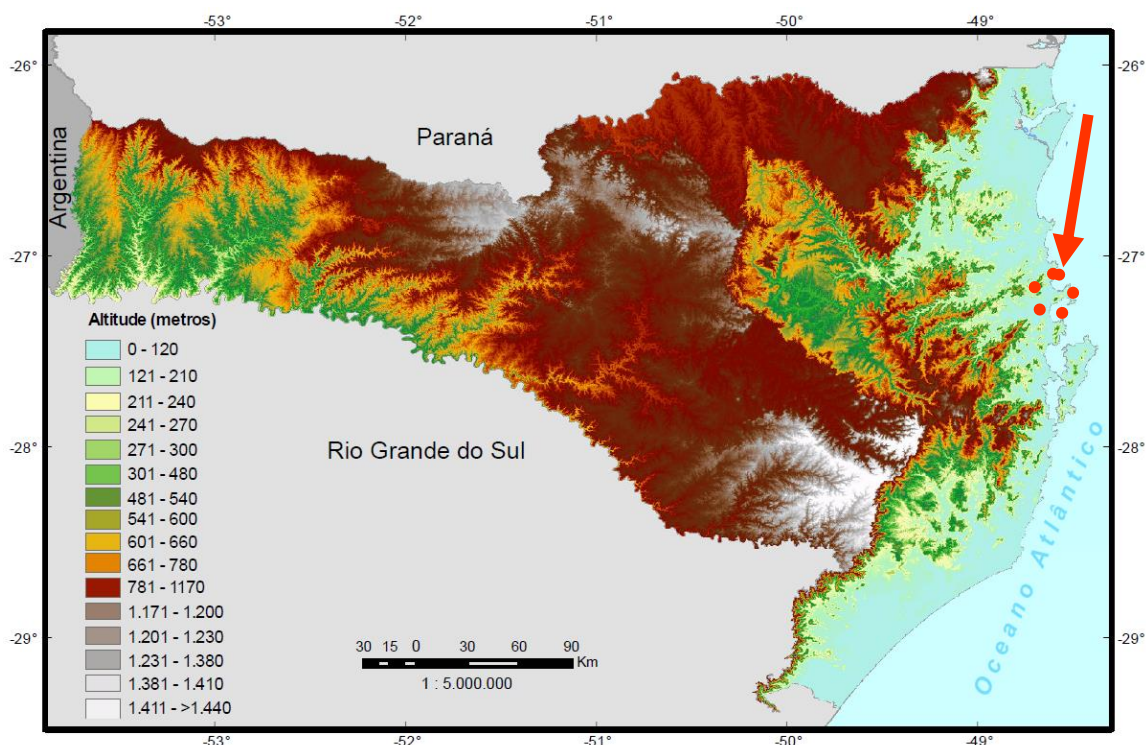 -53° -52° -51° -50° -49°
-26° -26°
Paraná
Argentina
-27° -27°
Altitude (metros)
0 - 120
121 - 210
211 - 240
241 - 270
271 - 300
301 - 480
481 - 540
541 - 600
601 - 660
661 - 780
781 - 1170
1.171 - 1.200
1.201 - 1.230
1.231 - 1.380
1.381 - 1.410
1.411 - >1.440
Rio Grande do Sul
-28° -28°
Oceano Atlântico
-29° -29°
30 15 0 30 60 90
Km
1 : 5.000.000
-53° -52° -51° -50° -49°